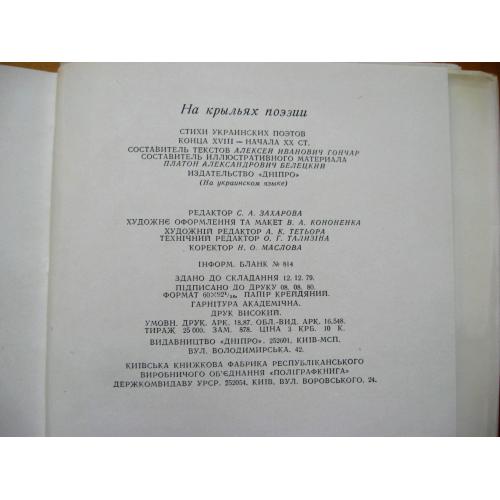 На крыльях поэзии
СТИХИ УКРАИНСКИХ ПОЭТОВ
КОНЦА XVIII — НАЧАЛА XX СТ.
СОСТАВИТЕЛЬ ТЕКСТОВ АЛЕКСЕЙ ИВАНОВИЧ ГОНЧАР
СОСТАВИТЕЛЬ ИЛЛЮСТРАТИВНОГО МАТЕРИАЛА
ПЛАТОН АЛЕКСАНДРОВИЧ БЕЛЕЦКИЙ
ИЗДАТЕЛЬСТВО «ДНІПРО»
(На украинском языке)
РЕДАКТОР С. А. ЗАХАРОВА
ХУДОЖНЄ ОФОРМЛЕННЯ ТА МАКЕТ В. А. КОНОНЕНКА
ХУДОЖНІЙ РЕДАКТОР А. К. ТЕТЬОРА
ТЕХНІЧНИЙ РЕДАКТОР О. Г. ТАЛИЗІНА
КОРЕКТОР Н. О. МАСЛОВА
ІНФОРМ. БЛАНК № 814
ЗДАНО ДО СКЛАДАННЯ 12. 12. 79.
ПІДПИСАНО ДО ДРУКУ 08. 08. 80.
ФОРМАТ 60×92¹/₁₆. ПАПІР КРЕЙДЯНИЙ.
ГАРНІТУРА АКАДЕМІЧНА.
ДРУК ВИСОКИЙ.
УМОВН. ДРУК. АРК. 18,87. ОБЛ.-ВИД. АРК. 16,548.
ТИРАЖ 25 000. ЗАМ. 878. ЦІНА 3 КРБ. 10 К.
ВИДАВНИЦТВО «ДНІПРО». 252601, КИЇВ-МСП.
ВУЛ. ВОЛОДИМИРСЬКА, 42.
КИЇВСЬКА КНИЖКОВА ФАБРИКА РЕСПУБЛІКАНСЬКОГО
ВИРОБНИЧОГО ОБ'ЄДНАННЯ «ПОЛІГРАФКНИГА»
ДЕРЖКОМВИДАВУ УРСР. 252054, КИЇВ, ВУЛ. ВОРОВСЬКОГО, 24.